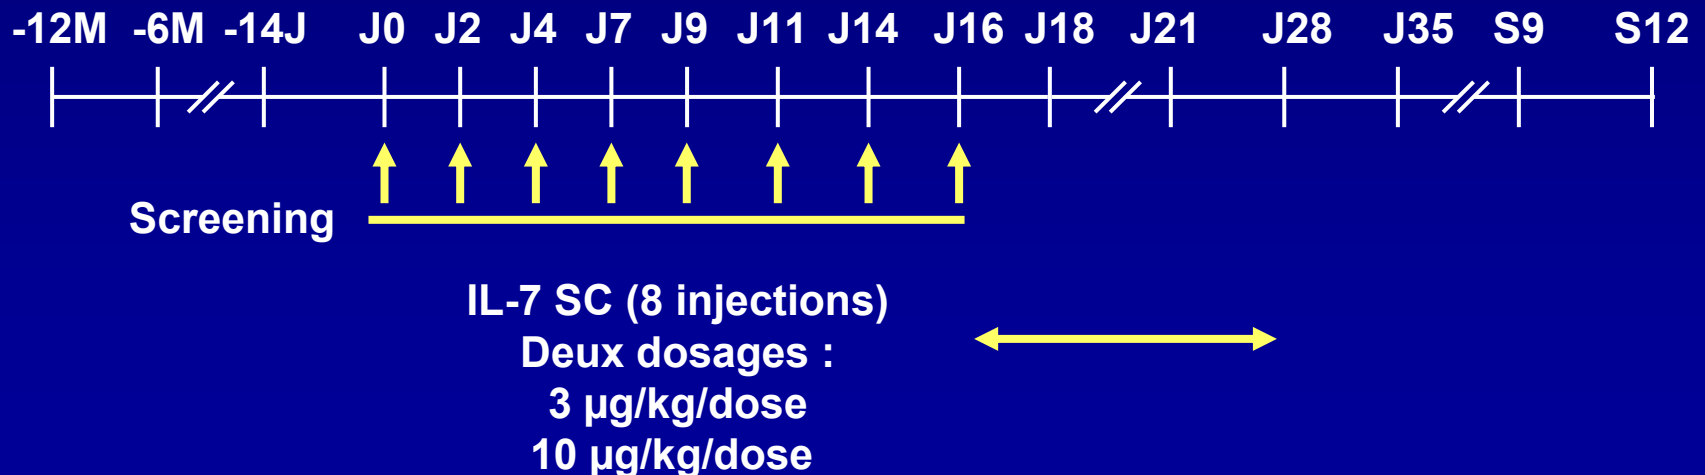 -12M -6M -14J J0 J2 J4 J7 J9 J11 J14 J16 J18 J21 J28 J35 S9 S12
Screening
IL-7 SC (8 injections)
Deux dosages :
3 µg/kg/dose
10 µg/kg/dose